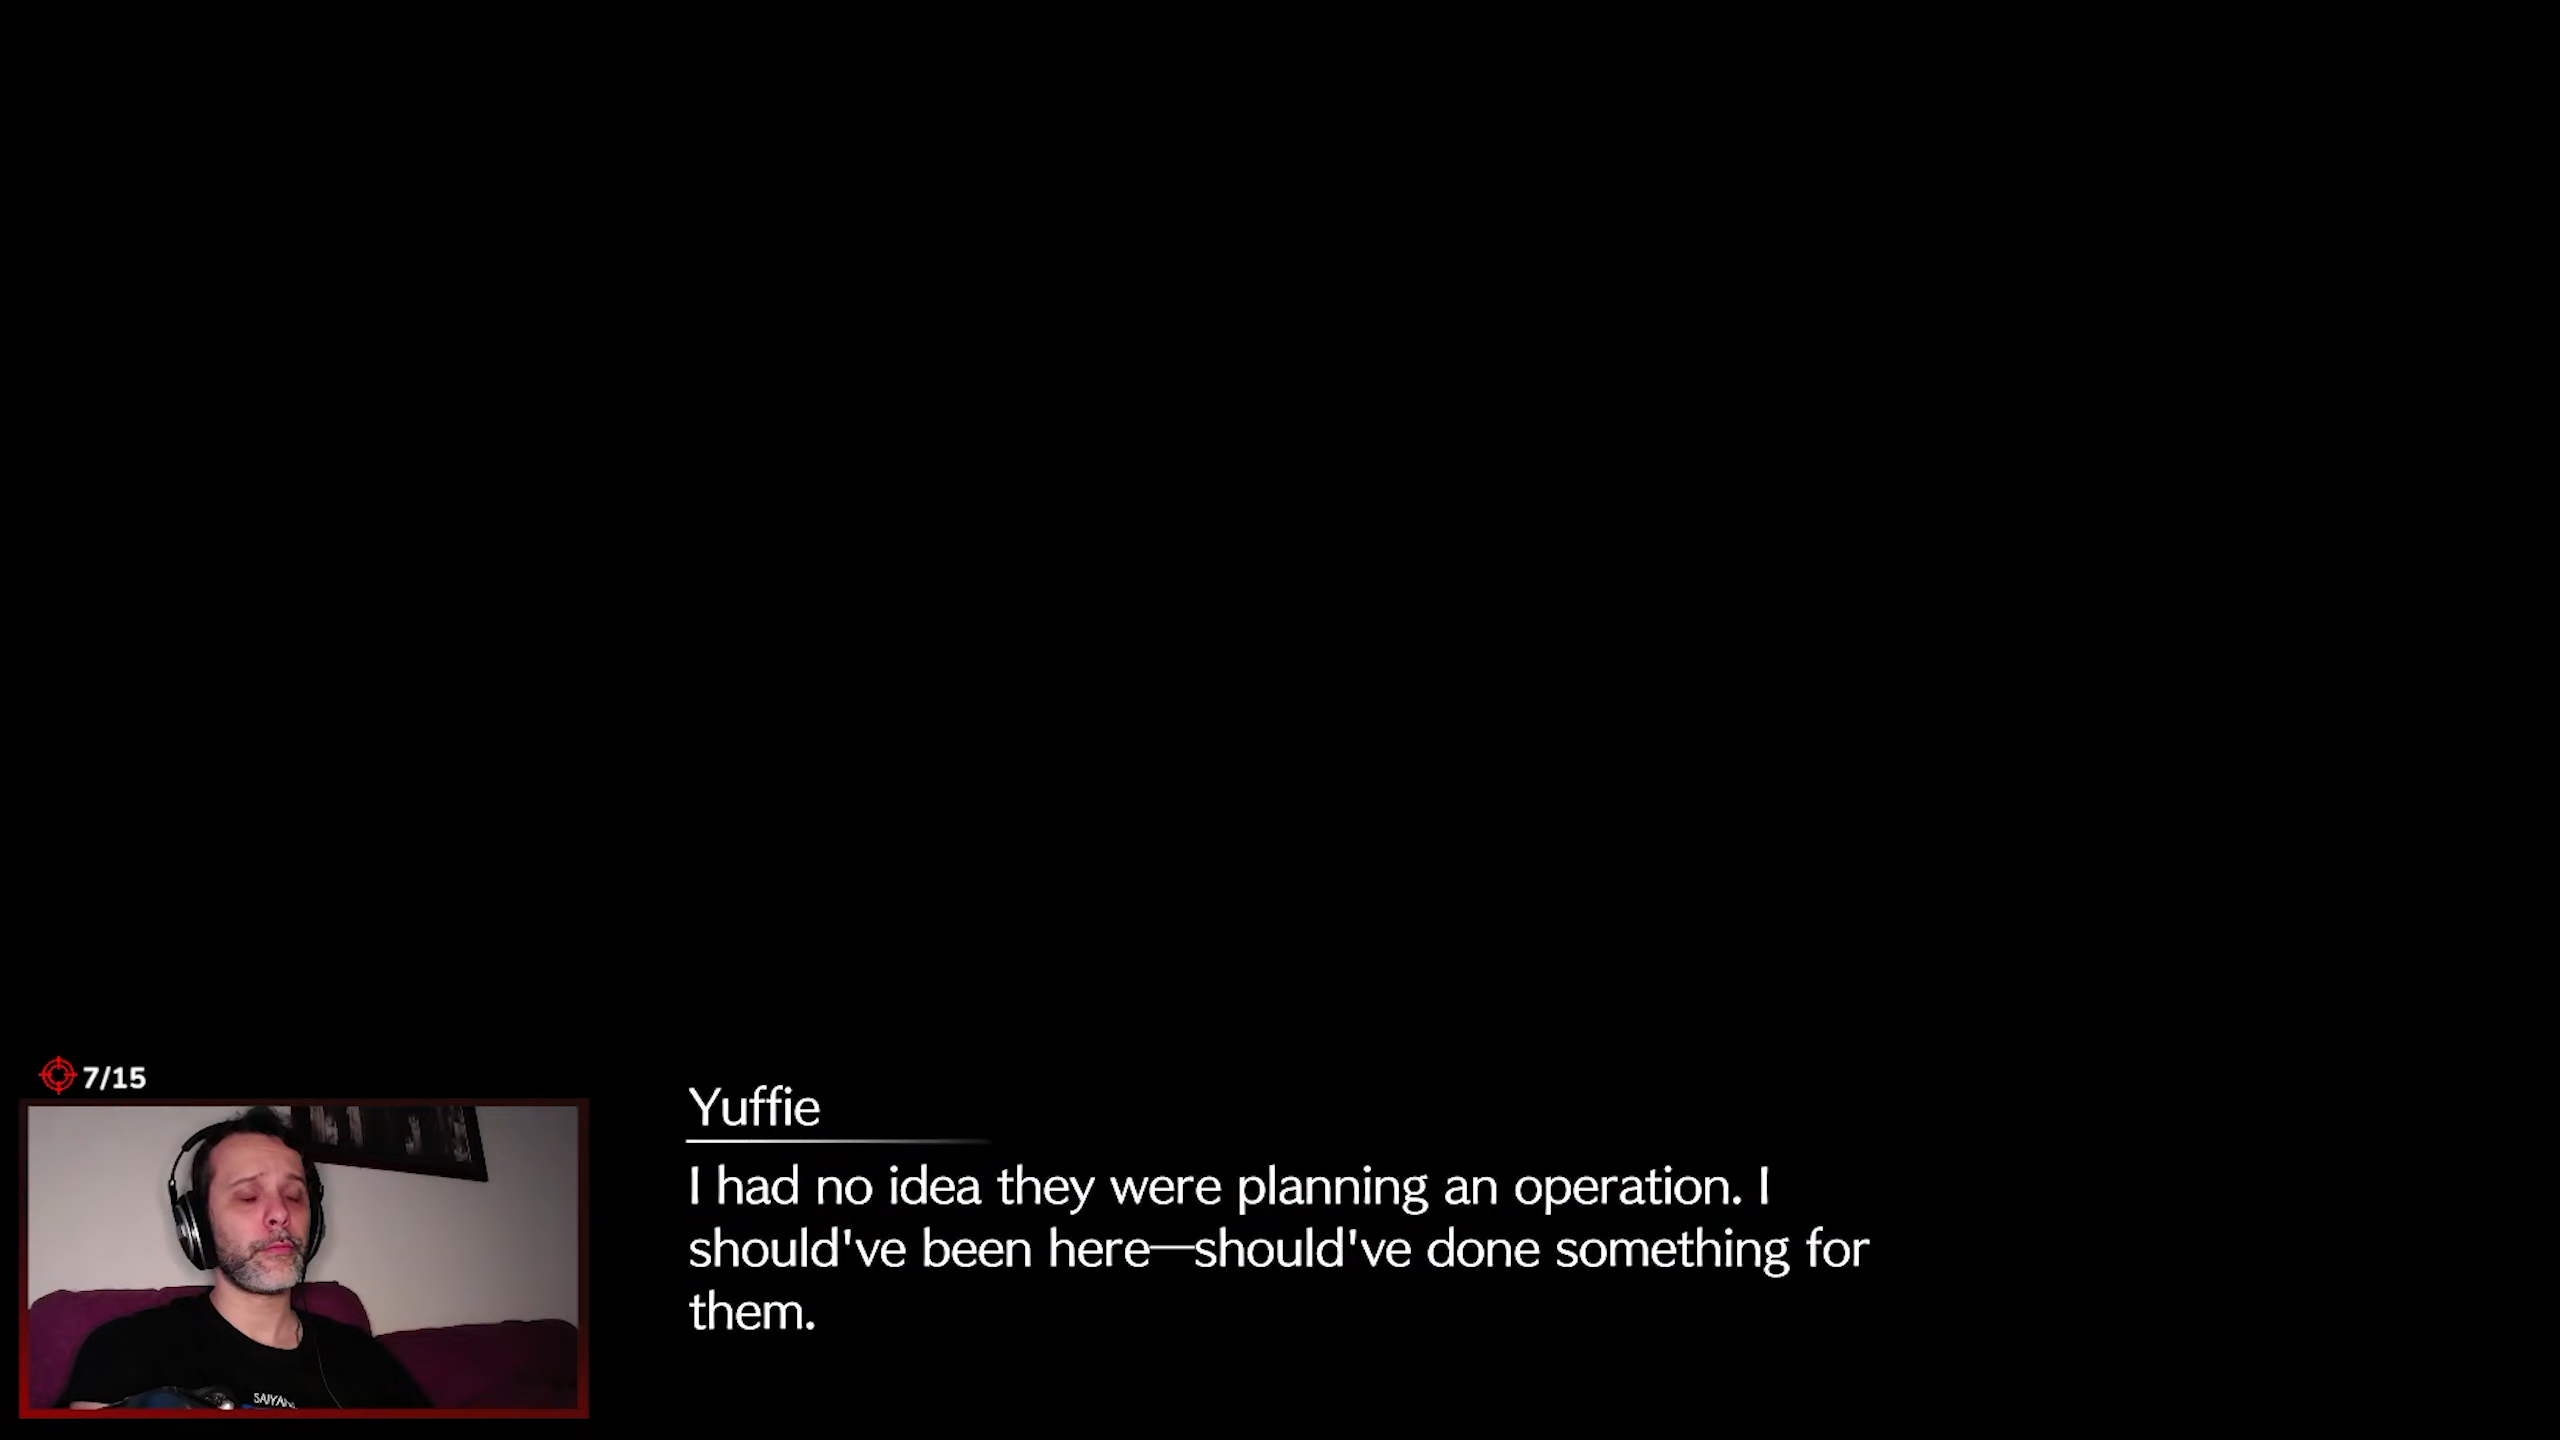 7/15
Yuffie
I had no idea they were planning an operation. I
should've been here—should've done something for
them.